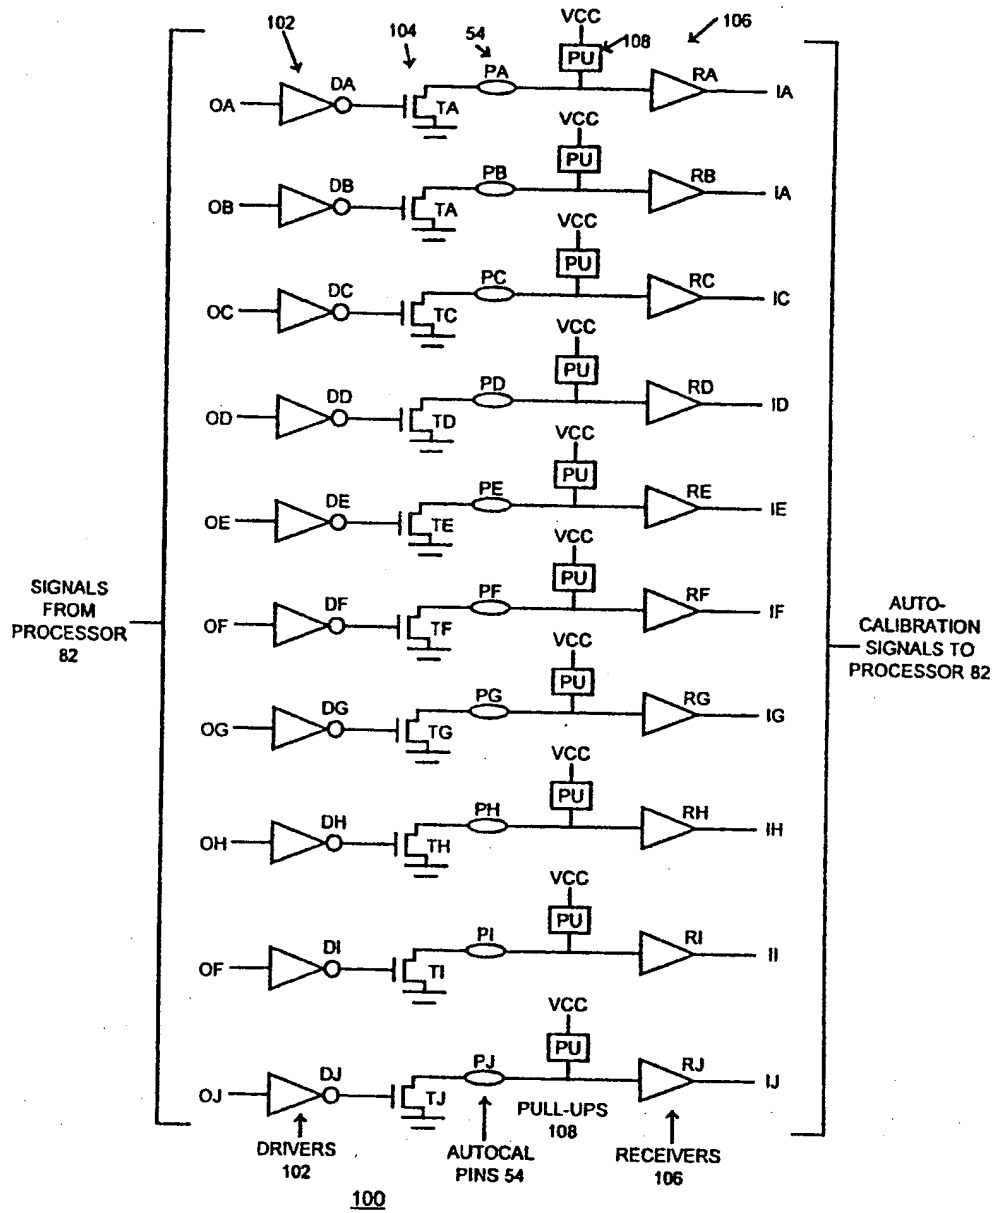 102
104
54
VCC
106
PU
108
OA
DA
TA
PA
RA
IA
VCC
PU
OB
DB
TA
PB
RB
IA
VCC
PU
OC
DC
TC
PC
RC
IC
VCC
PU
OD
DD
TD
PD
RD
ID
VCC
PU
OE
DE
TE
PE
RE
IE
VCC
PU
OF
DF
TF
PF
RF
IF
VCC
PU
OG
DG
TG
PG
RG
IG
VCC
PU
OH
DH
TH
PH
RH
IH
VCC
PU
OF
DI
TI
PI
RI
II
VCC
PU
OJ
DJ
TJ
PJ
RJ
IJ
SIGNALS
FROM
PROCESSOR
82
AUTO-
CALIBRATION
SIGNALS TO
PROCESSOR 82
DRIVERS
102
AUTOCAL
PINS 54
PULL-UPS
108
RECEIVERS
106
100